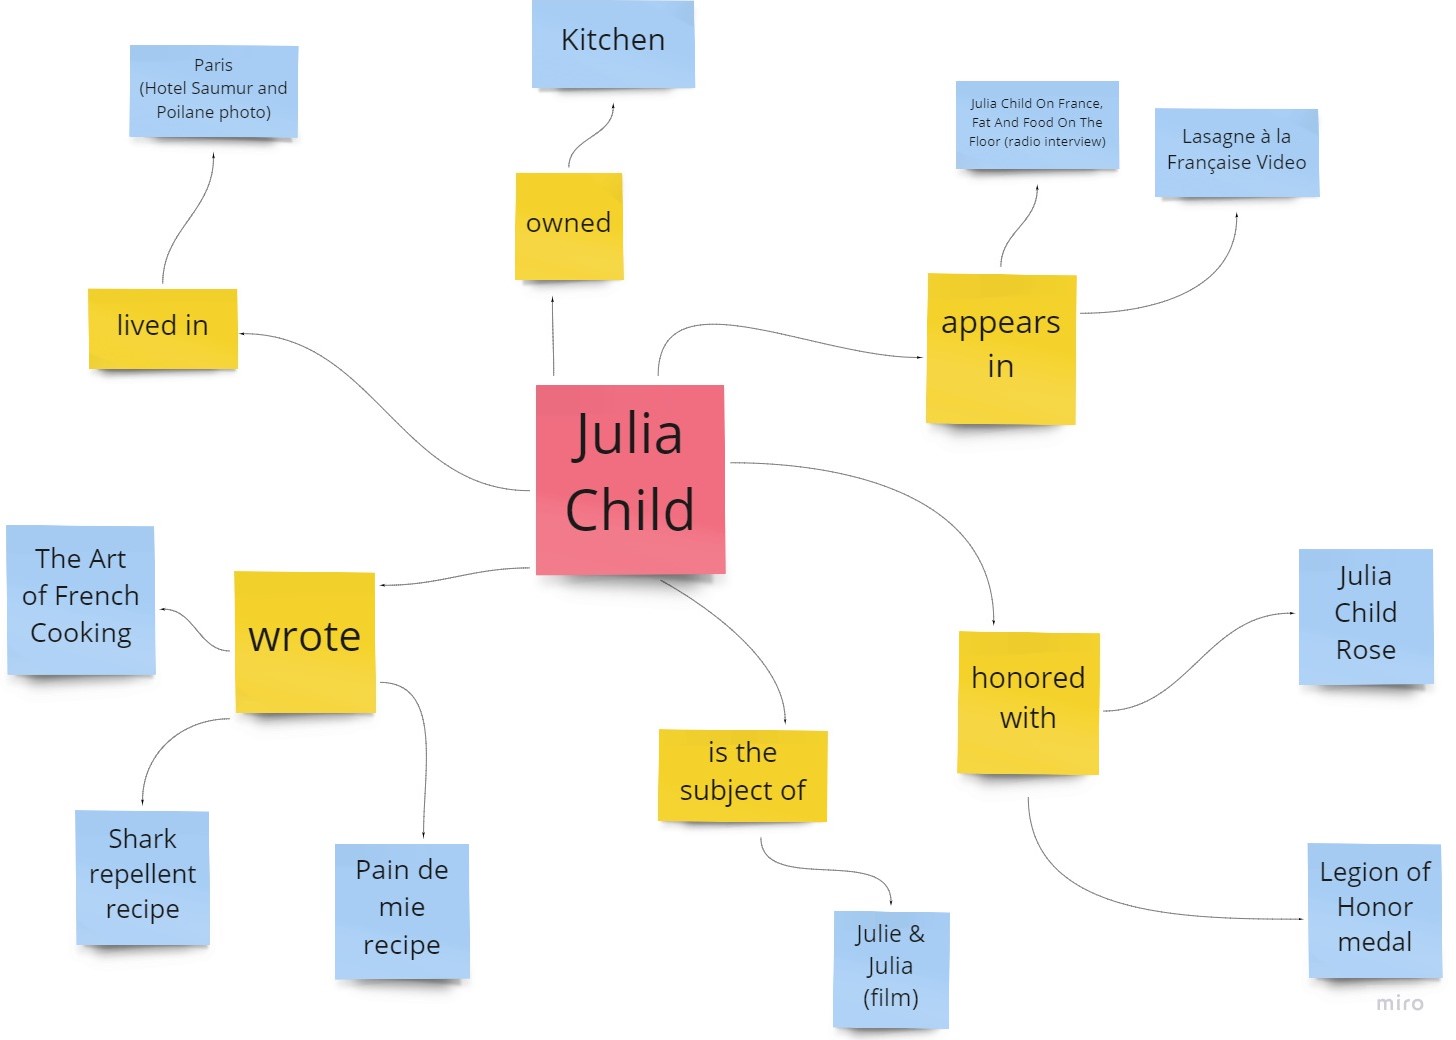 Kitchen
Paris
(Hotel Saumur and
Poilane photo)
Julia Child On France,
Fat And Food On The
Floor (radio interview)
Lasagne à la
Française Video
owned
lived in
appears
in
Julia
Child
The Art
of French
Cooking
wrote
Julia
Child
Rose
honored
with
is the
subject of
Shark
repellent
recipe
Pain de
mie
recipe
Julie &
Julia
(film)
Legion of
Honor
medal
miro